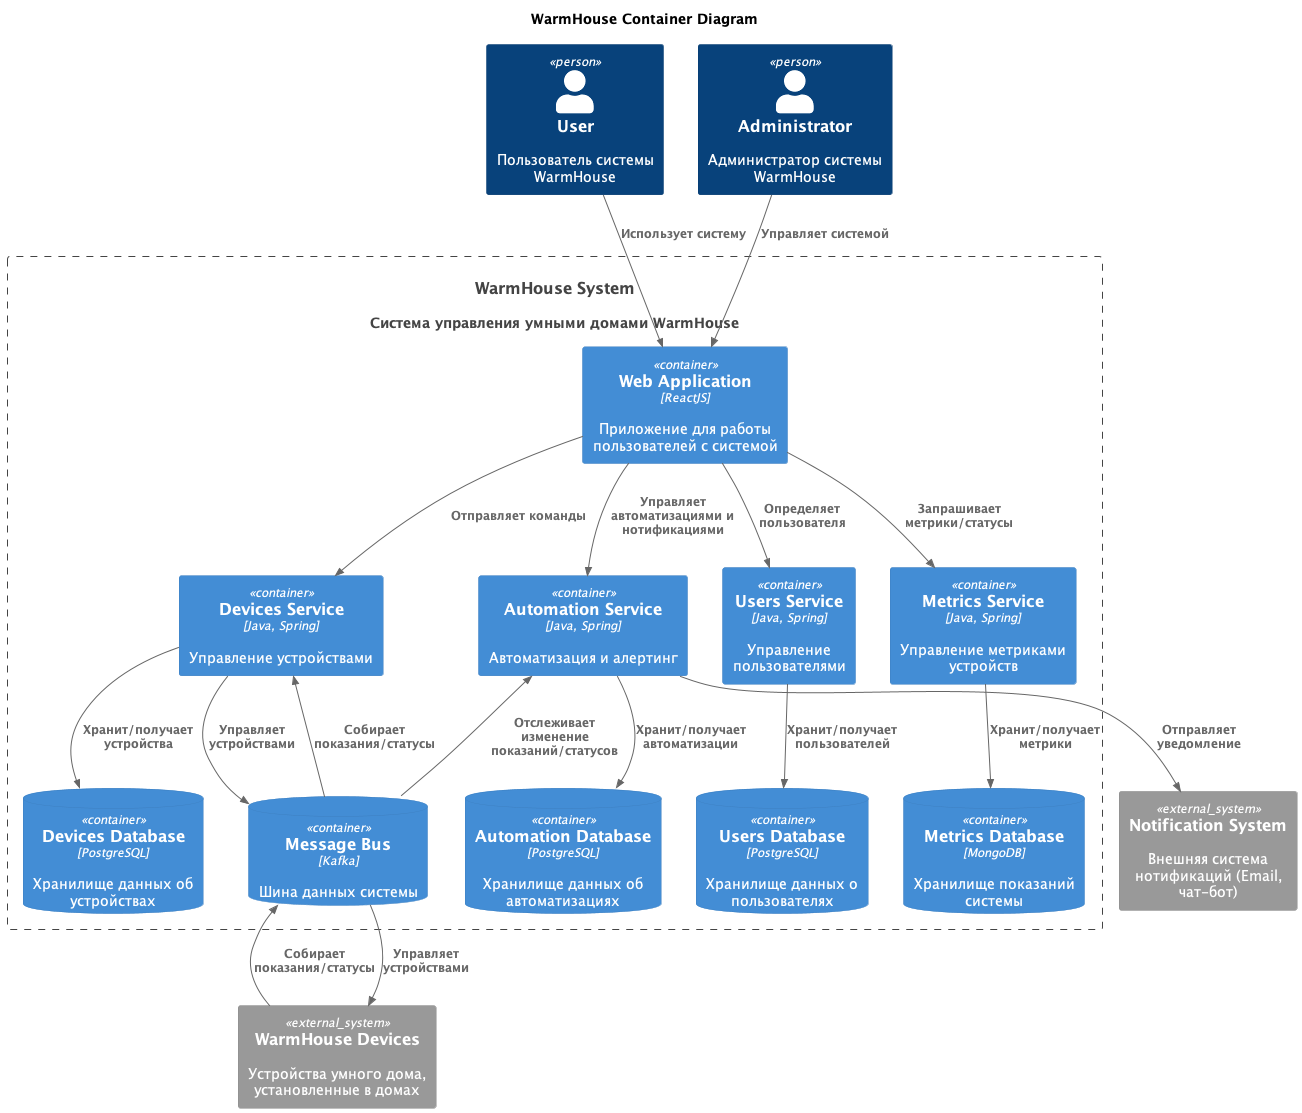 WarmHouse Container Diagram
«person»
User
Пользователь системы
WarmHouse
«person»
Administrator
Администратор системы
WarmHouse
Использует систему
Управляет системой
WarmHouse System
Система управления умными домами WarmHouse
«container»
Web Application
[ReactJS]
Приложение для работы
пользователей с системой
Отправляет команды
Управляет
автоматизациями и
нотификациями
Определяет
пользователя
Запрашивает
метрики/статусы
«container»
Devices Service
[Java, Spring]
Управление устройствами
«container»
Automation Service
[Java, Spring]
Автоматизация и алертинг
«container»
Users Service
[Java, Spring]
Управление
пользователями
«container»
Metrics Service
[Java, Spring]
Управление метриками
устройств
Хранит/получает
устройства
Управляет
устройствами
Собирает
показания/статусы
Отслеживает
изменение
показаний/статусов
Хранит/получает
автоматизации
Хранит/получает
пользователей
Хранит/получает
метрики
Отправляет
уведомление
«container»
Devices Database
[PostgreSQL]
Хранилище данных об
устройствах
«container»
Message Bus
[Kafka]
Шина данных системы
«container»
Automation Database
[PostgreSQL]
Хранилище данных об
автоматизациях
«container»
Users Database
[PostgreSQL]
Хранилище данных о
пользователях
«container»
Metrics Database
[MongoDB]
Хранилище показаний
системы
«external_system»
Notification System
Внешняя система
нотификаций (Email,
чат-бот)
Собирает
показания/статусы
Управляет
устройствами
«external_system»
WarmHouse Devices
Устройства умного дома,
установленные в домах